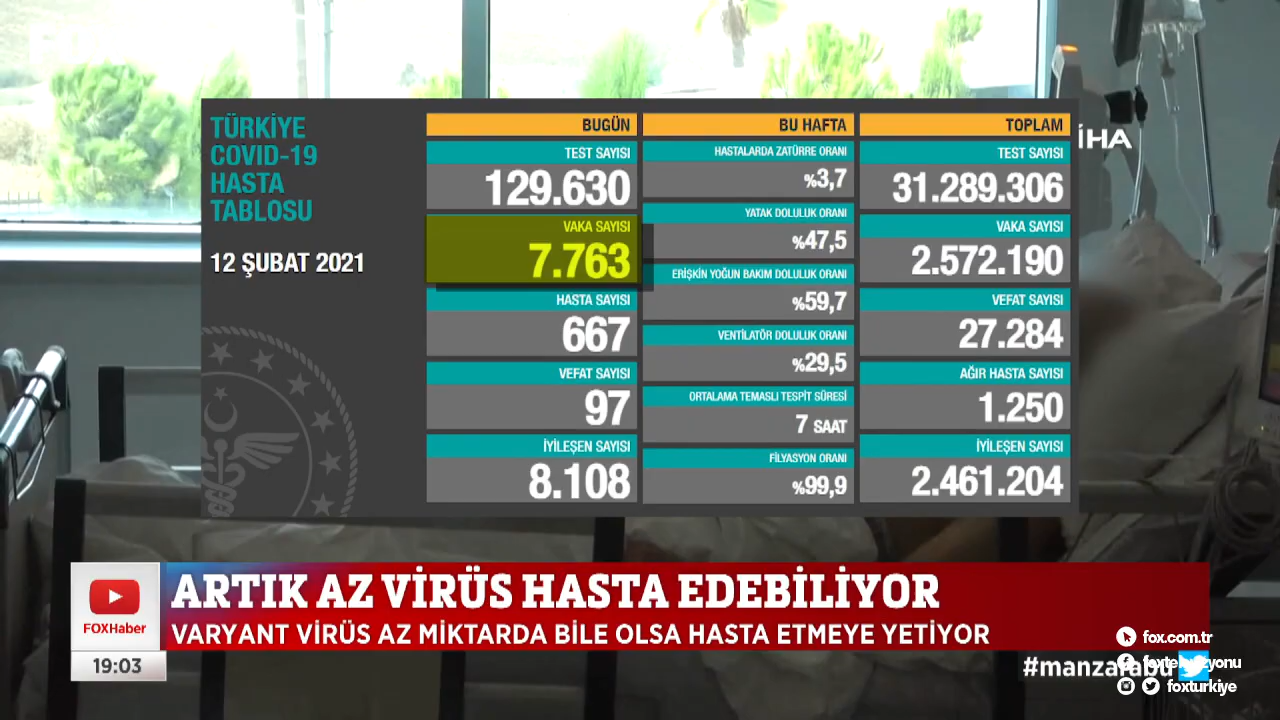 TÜRKİYE
COVID-19
HASTA
TABLOSU
12 ŞUBAT 2021
BUGÜN
TEST SAYISI
129.630
VAKA SAYISI
7.763
HASTA SAYISI
667
VEFAT SAYISI
97
İYİLEŞEN SAYISI
8.108
BU HAFTA
HASTALARDA ZATÜRRE ORANI
%3,7
YATAK DOLULUK ORANI
%47,5
ERİŞKİN YOĞUN BAKIM DOLULUK ORANI
%59,7
VENTİLATÖR DOLULUK ORANI
%29,5
ORTALAMA TEMASLI TESPİT SÜRESİ
7 SAAT
FİLYASYON ORANI
%99,9
TOPLAM
TEST SAYISI
31.289.306
VAKA SAYISI
2.572.190
VEFAT SAYISI
27.284
AĞIR HASTA SAYISI
1.250
İYİLEŞEN SAYISI
2.461.204
İHA
ARTIK AZ VİRÜS HASTA EDEBİLİYOR
VARYANT VİRÜS AZ MİKTARDA BİLE OLSA HASTA ETMEYE YETİYOR
FOXHaber
19:03
fox.com.tr
foxturkiye